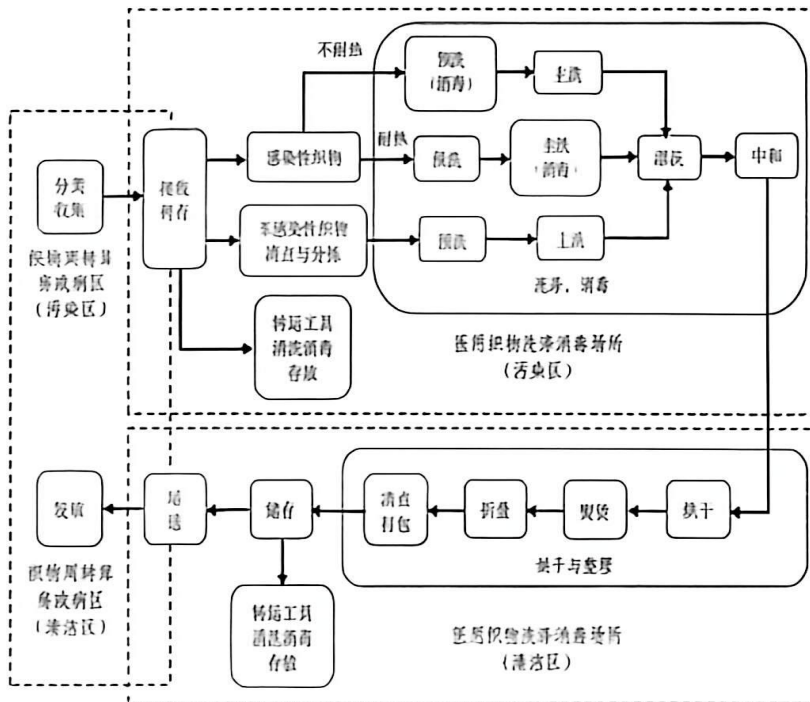 不耐热
预洗
（消毒）
主洗
分类
收集
接收
暂存
感染性织物
耐热
预洗
主洗
（消毒）
漂洗
中和
非感染性织物
清点与分拣
预洗
主洗
织物周转库
房或病区
（污染区）
洗涤、消毒
转运工具
清洗消毒
存放
医用织物洗涤消毒场所
（污染区）
发放
运送
储存
清点
打包
折叠
熨烫
烘干
织物周转库
房或病区
（清洁区）
烘干与整理
转运工具
清洗消毒
存放
医用织物洗涤消毒场所
（清洁区）